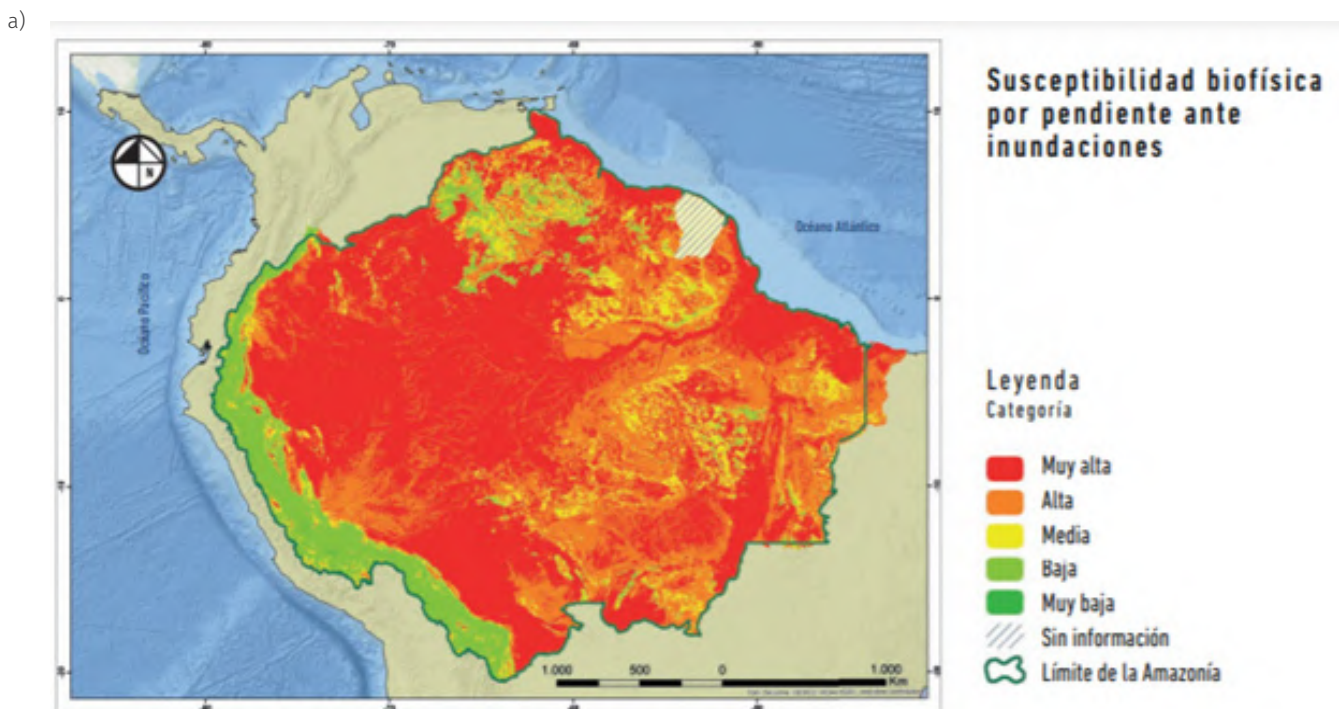 a)
Susceptibilidad biofísica
por pendiente ante
inundaciones
N
Océano Pacífico
Océano Atlántico
Leyenda
Categoría
Muy alta
Alta
Media
Baja
Muy baja
Sin información
Límite de la Amazonía
1.000 500 0 1.000
Km